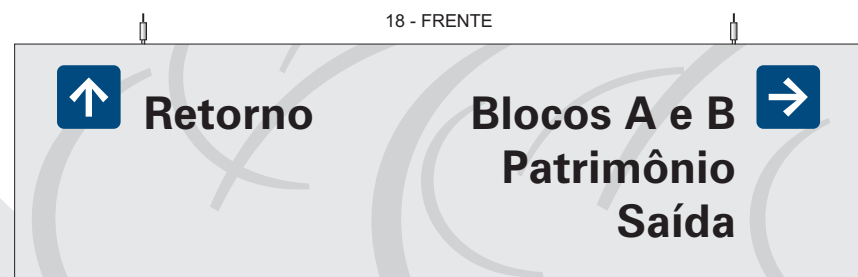 18 - FRENTE
Retorno
Blocos A e B
Patrimônio
Saída